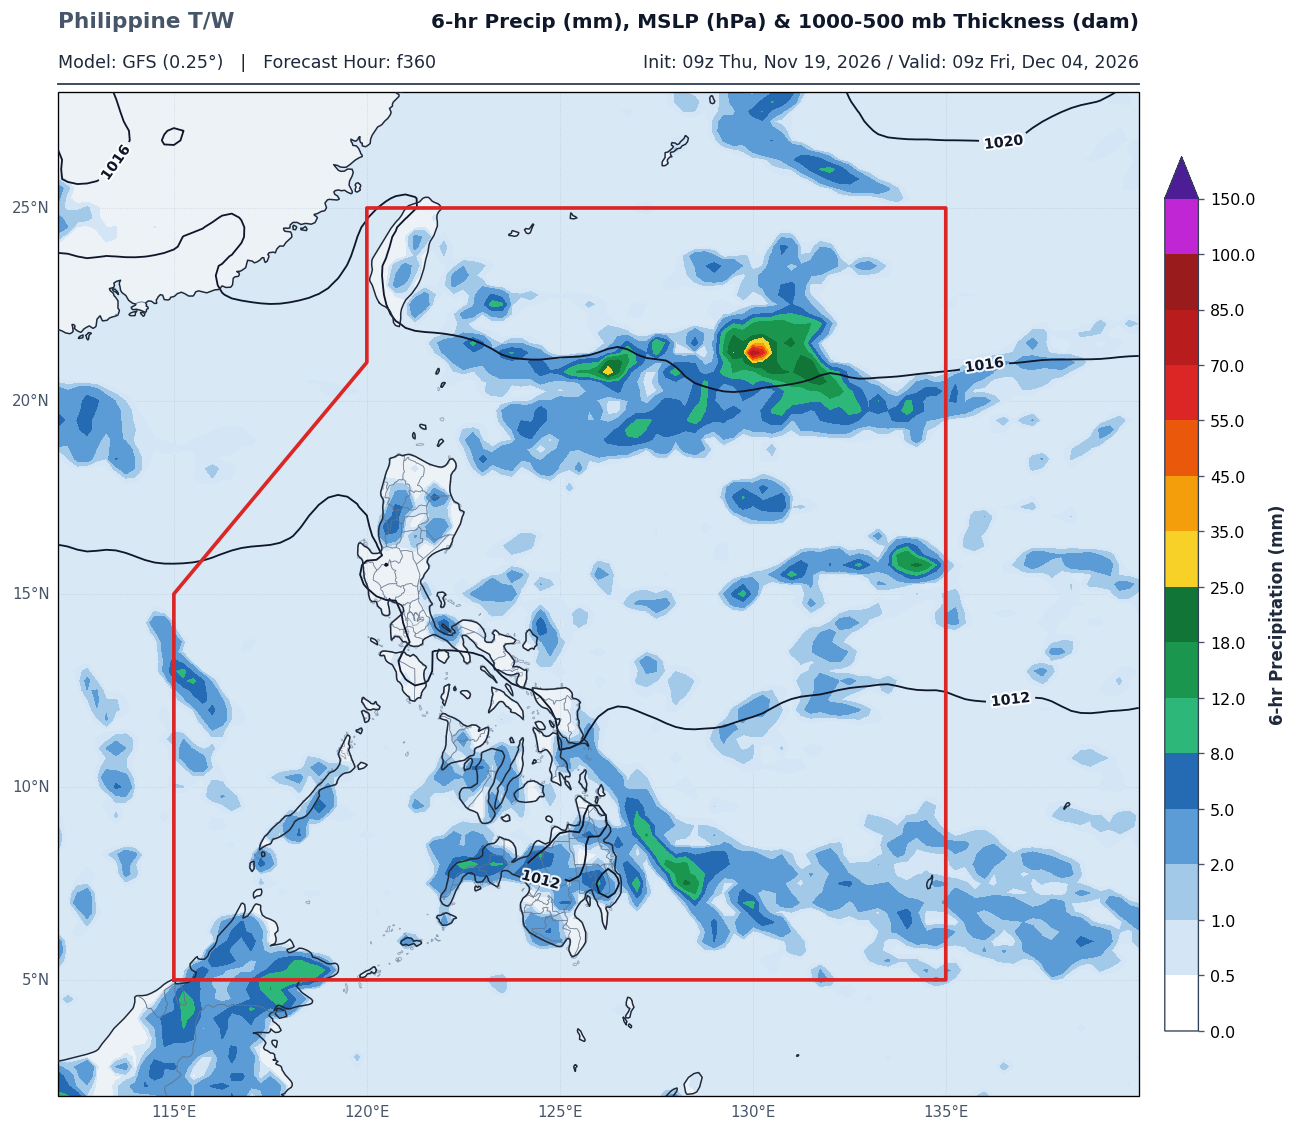 Philippine T/W
6-hr Precip (mm), MSLP (hPa) & 1000-500 mb Thickness (dam)
Model: GFS (0.25°) | Forecast Hour: f360
Init: 09z Thu, Nov 19, 2026 / Valid: 09z Fri, Dec 04, 2026
1016
1020
1016
1012
1012
25°N
20°N
15°N
10°N
5°N
115°E
120°E
125°E
130°E
135°E
150.0
100.0
85.0
70.0
55.0
45.0
35.0
25.0
18.0
12.0
8.0
5.0
2.0
1.0
0.5
0.0
6-hr Precipitation (mm)